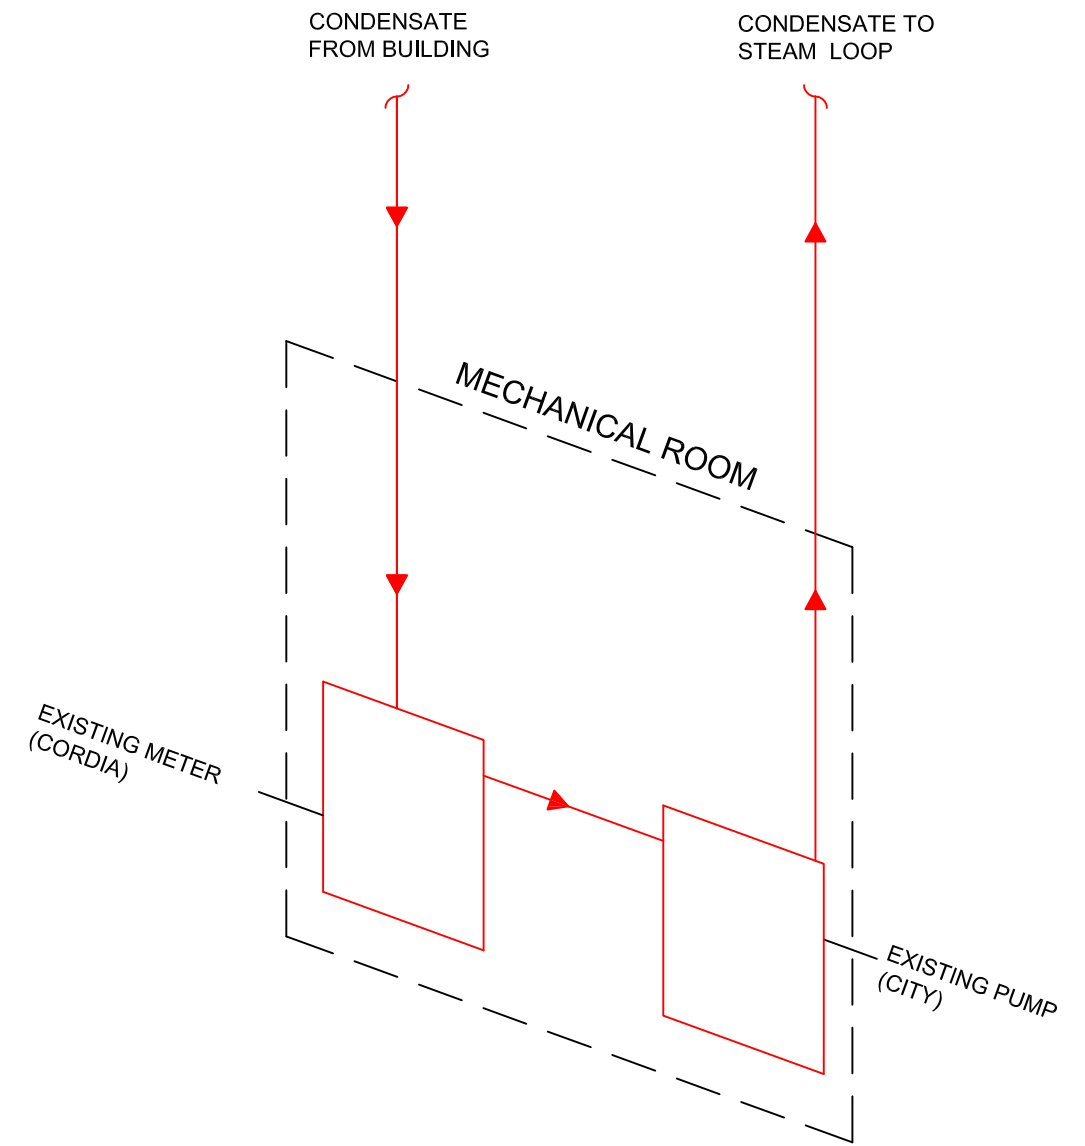 CONDENSATE
FROM BUILDING
CONDENSATE TO
STEAM LOOP
MECHANICAL ROOM
EXISTING METER
(CORDIA)
EXISTING PUMP
(CITY)